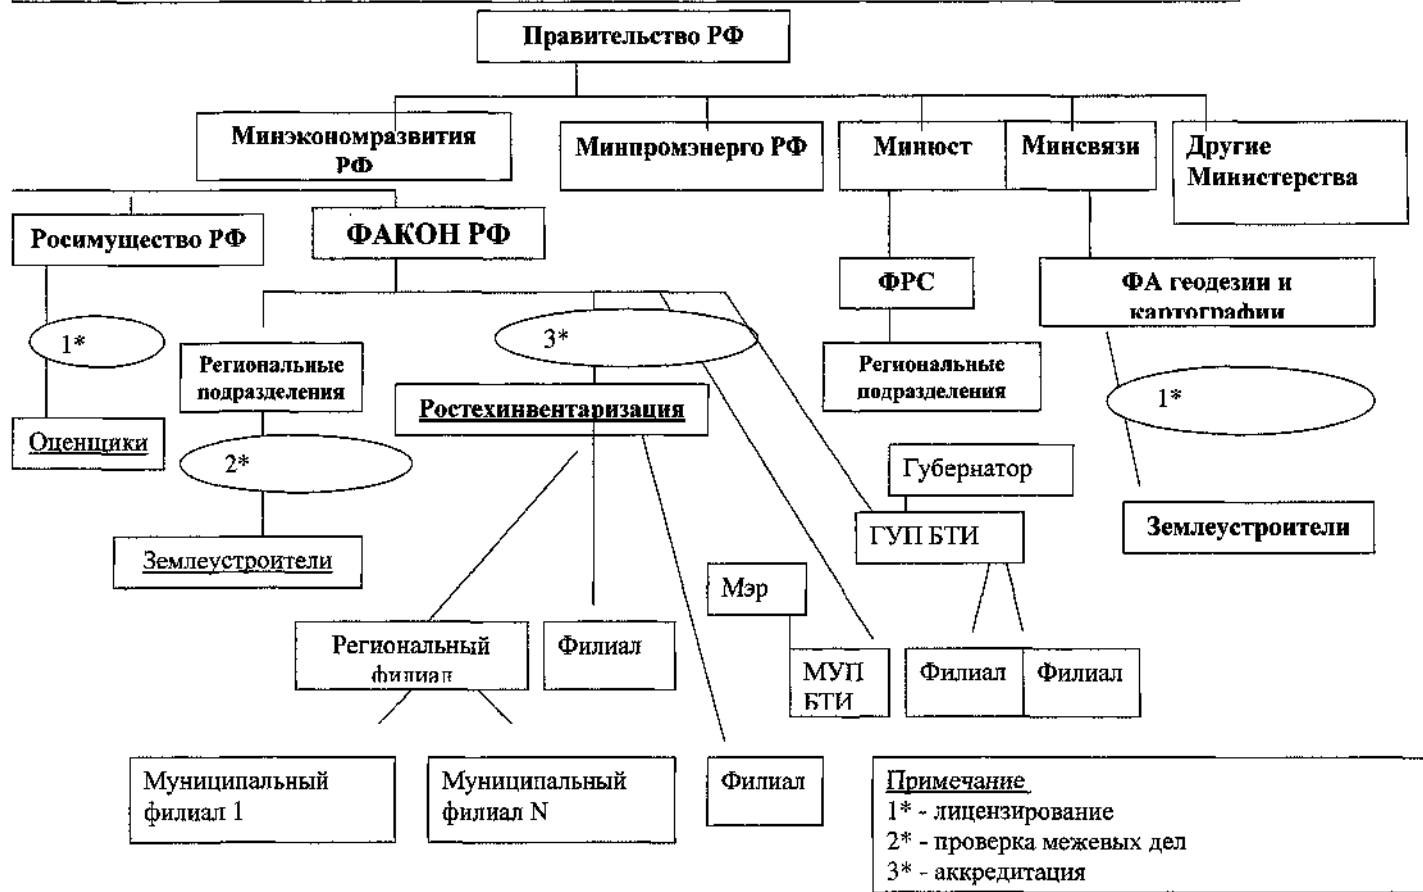 Правительство РФ
Минэкономразвития
РФ
Минпромэнерго РФ
Минюст
Минсвязи
Другие
Министерства
Росимущество РФ
ФАКОН РФ
ФРС
ФА геодезии и
картографии
1*
3*
Региональные
подразделения
Региональные
подразделения
1*
Ростехинвентаризация
Оценщики
2*
Губернатор
Землеустроители
ГУП БТИ
Землеустроители
Мэр
Региональный
филиал
Филиал
МУП
БТИ
Филиал
Филиал
Муниципальный
филиал 1
Муниципальный
филиал N
Филиал
Примечание
1* - лицензирование
2* - проверка межевых дел
3* - аккредитация